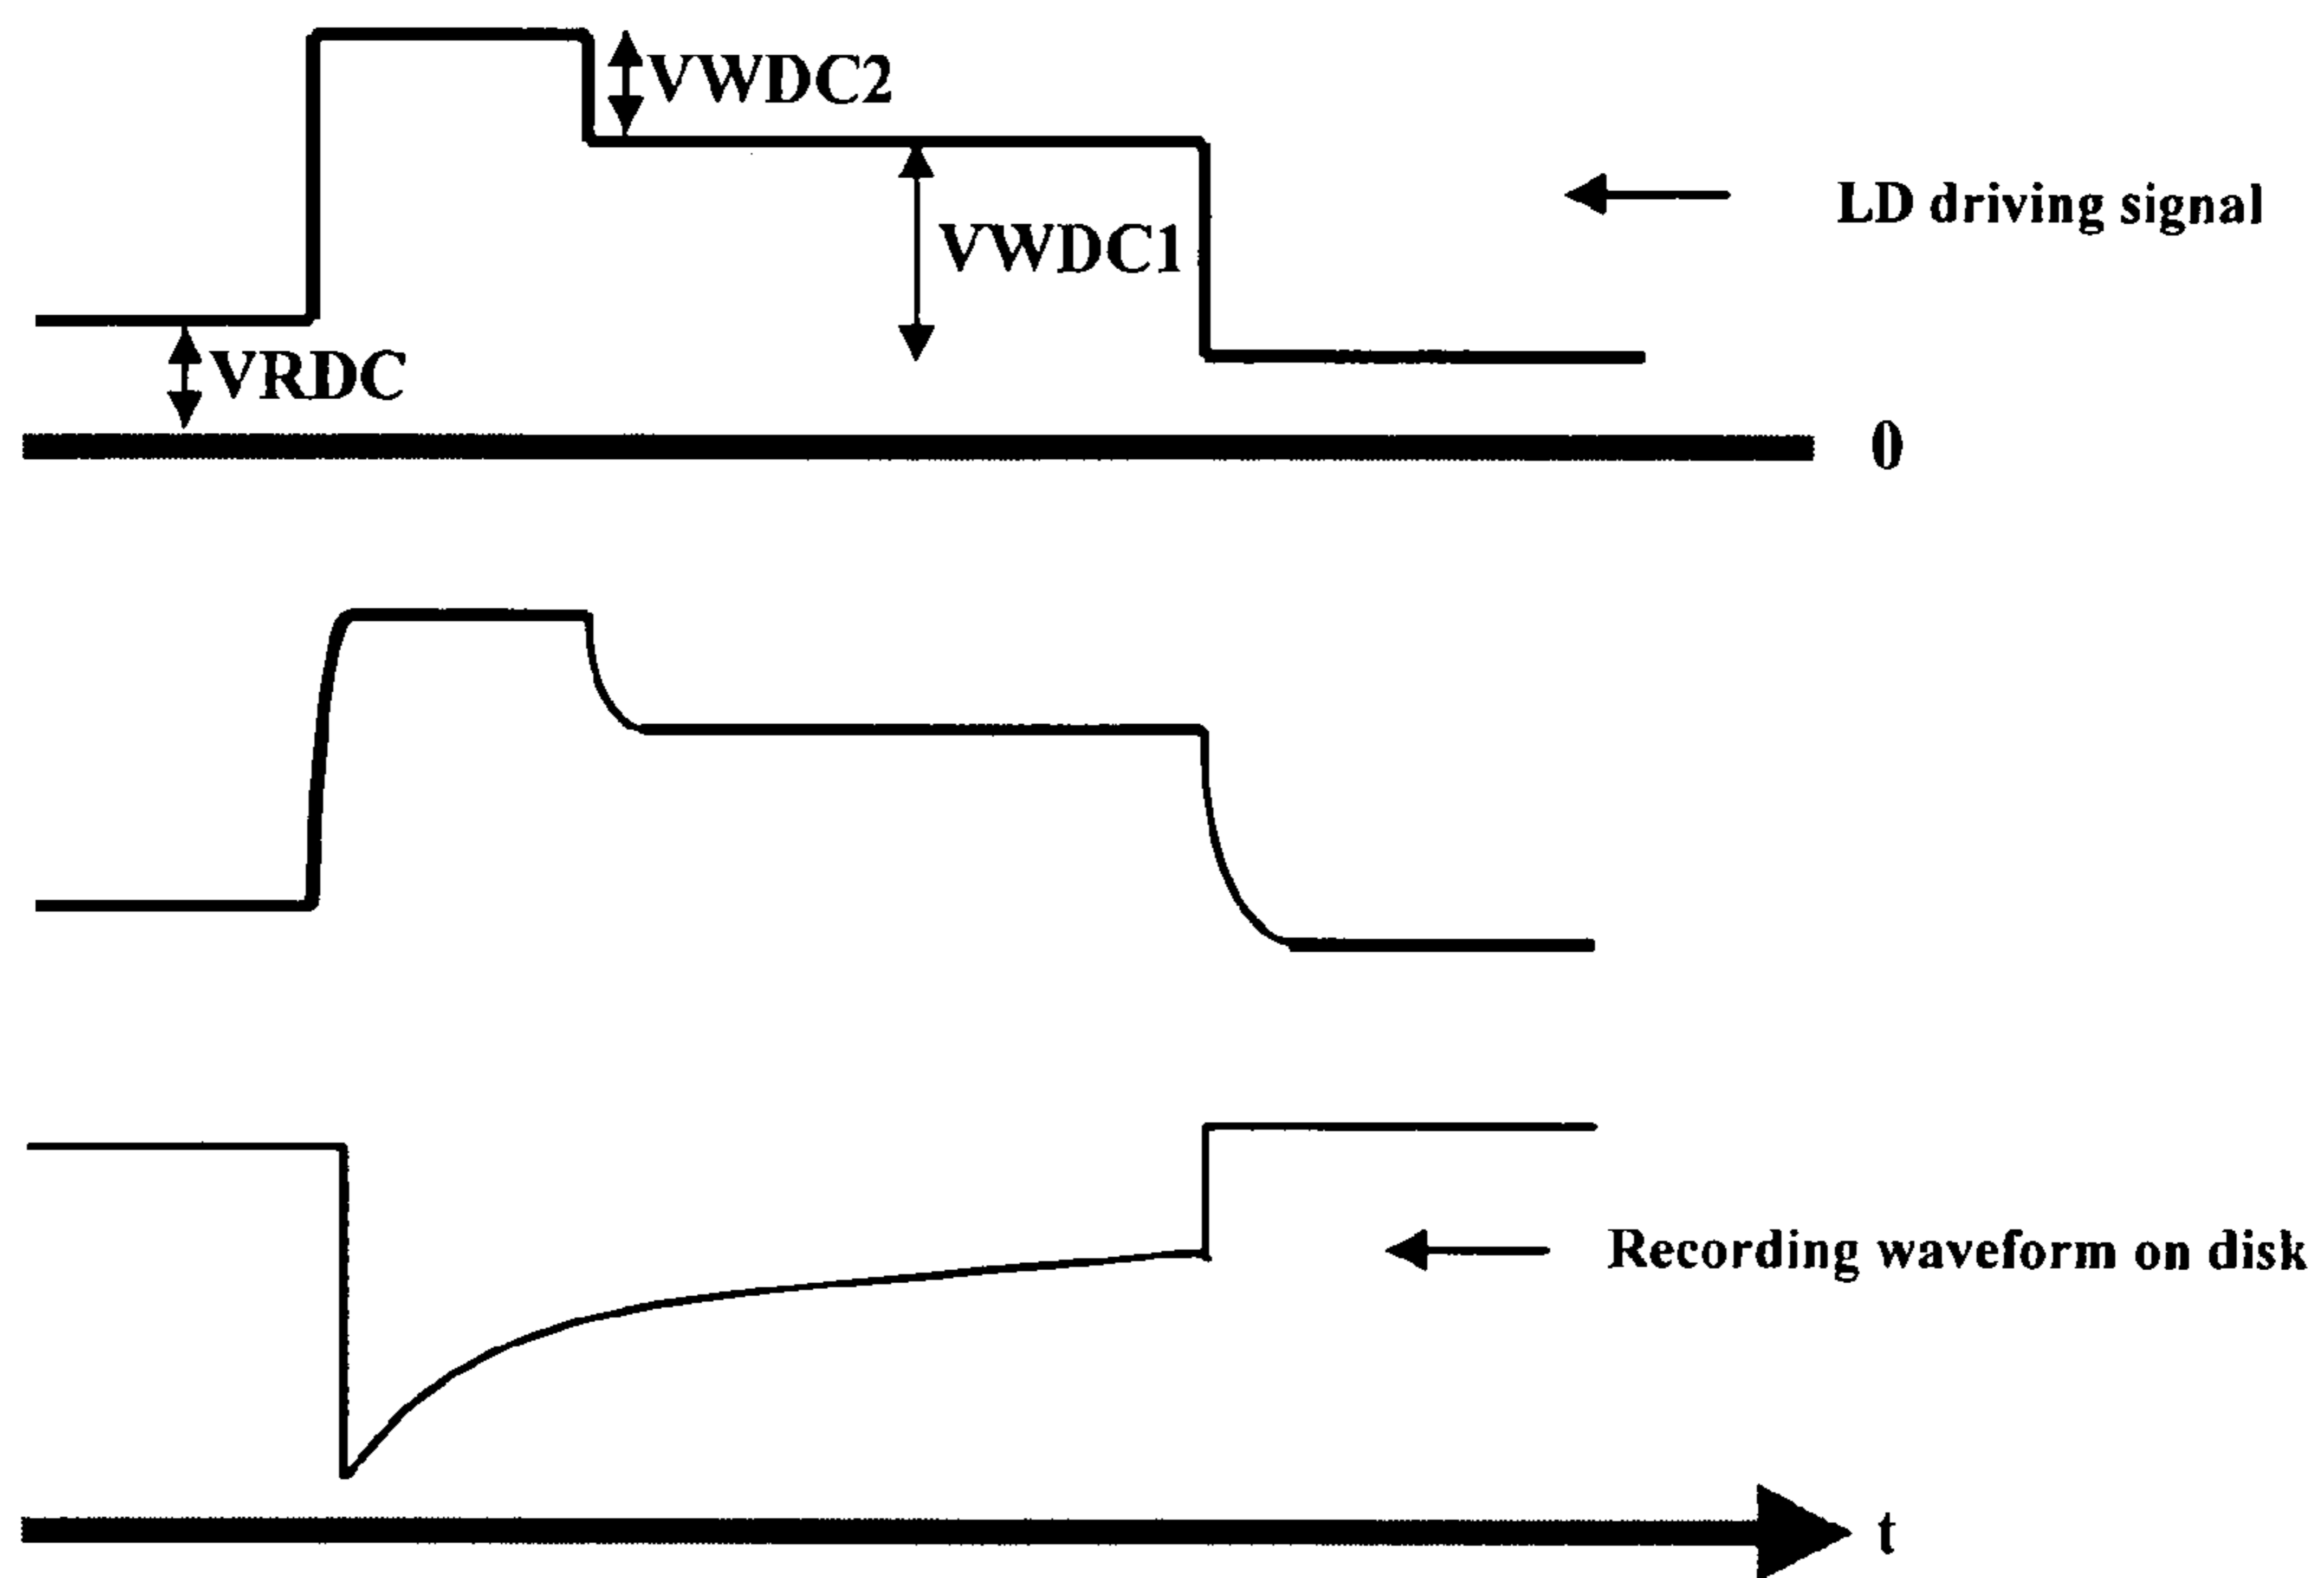 VWDC2
LD driving signal
VWDC1
VRDC
0
Recording waveform on disk
t